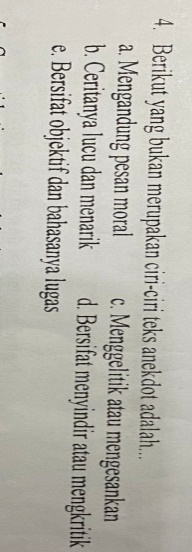 4. Berikut yang bukan merupakan ciri-ciri teks anekdot adalah...
a. Mengandung pesan moral c. Menggelitik atau mengesankan
b. Ceritanya lucu dan menarik d. Bersifat menyindir atau mengkritik
e. Bersifat objektif dan bahasanya lugas